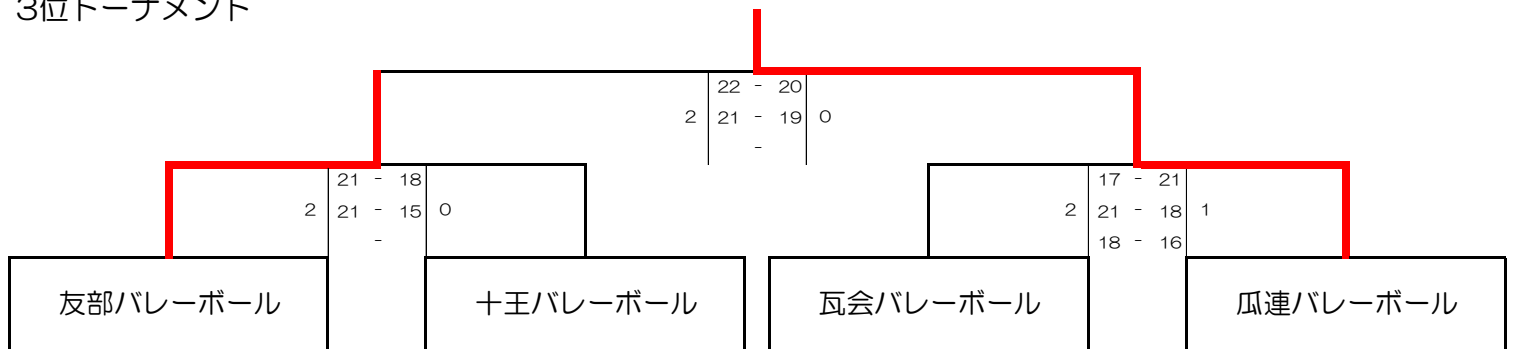 3位トーナメント
22 - 20
2 21 - 19 0
-
21 - 18
2 21 - 15 0
-
17 - 21
2 21 - 18 1
18 - 16
友部バレーボール
十王バレーボール
瓦会バレーボール
瓜連バレーボール